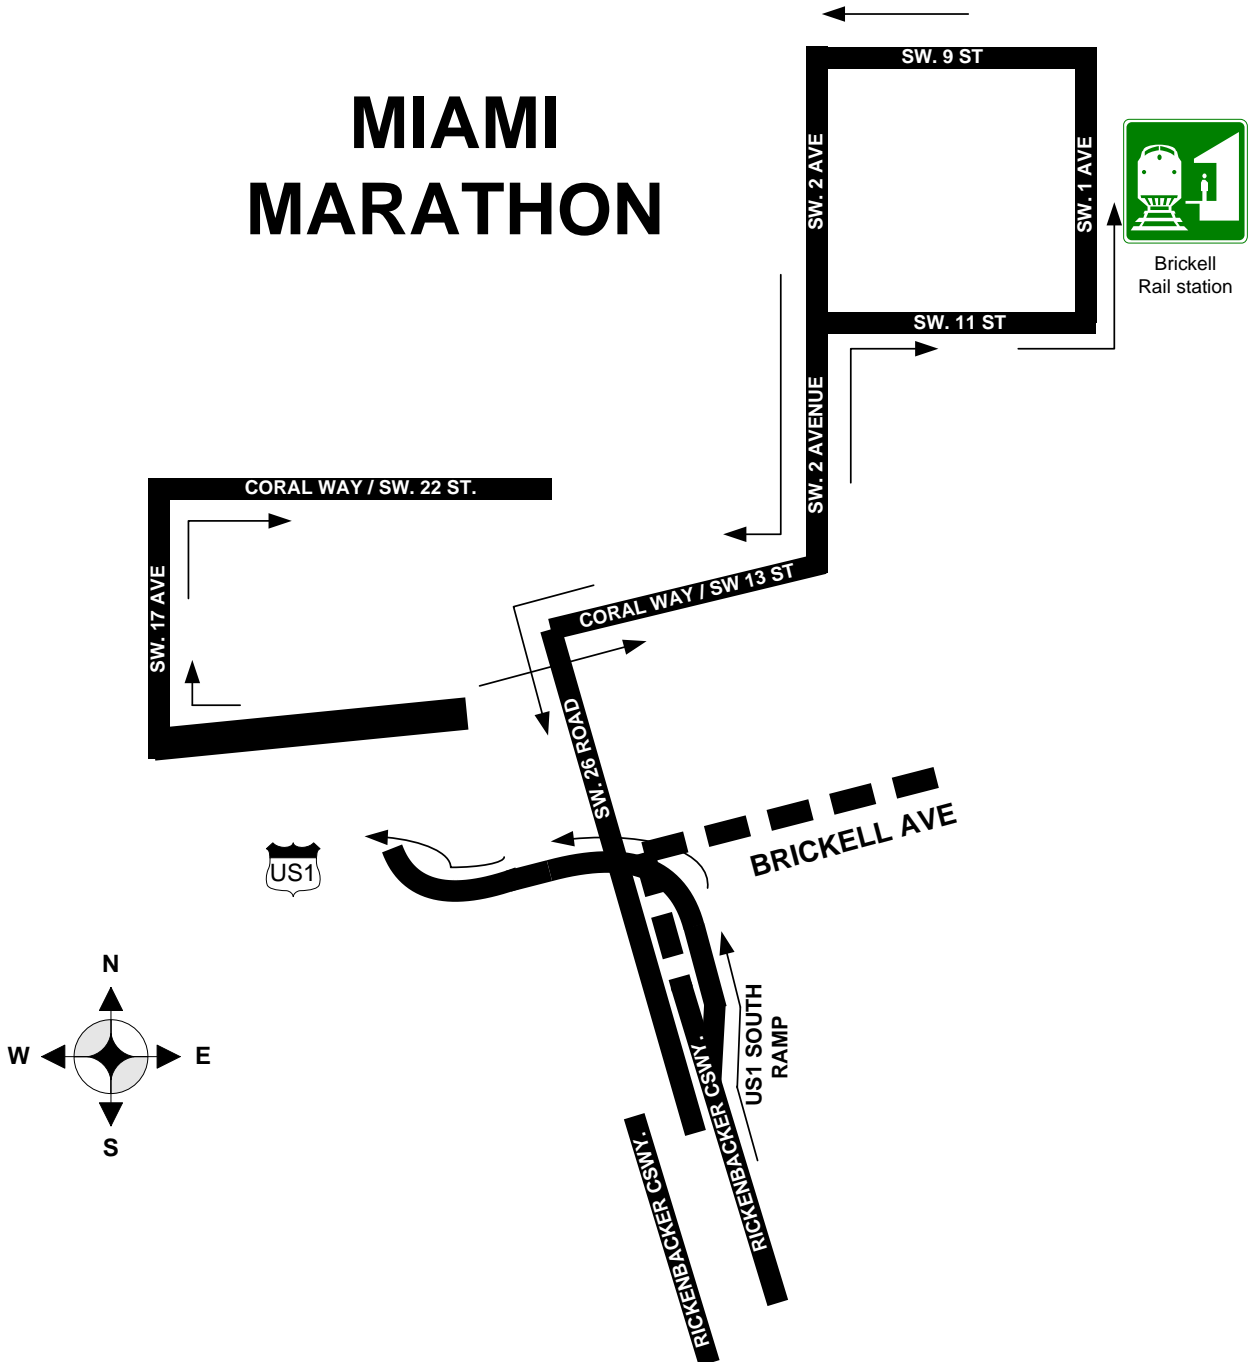 MIAMI
MARATHON
SW. 9 ST
SW. 2 AVE
SW. 1 AVE
Brickell
Rail station
SW. 11 ST
SW. 2 AVENUE
CORAL WAY / SW. 22 ST.
SW. 17 AVE
CORAL WAY / SW 13 ST
SW. 26 ROAD
BRICKELL AVE
US1
N
W
E
S
US1 SOUTH
RAMP
RICKENBACKER CSWY.
RICKENBACKER CSWY.